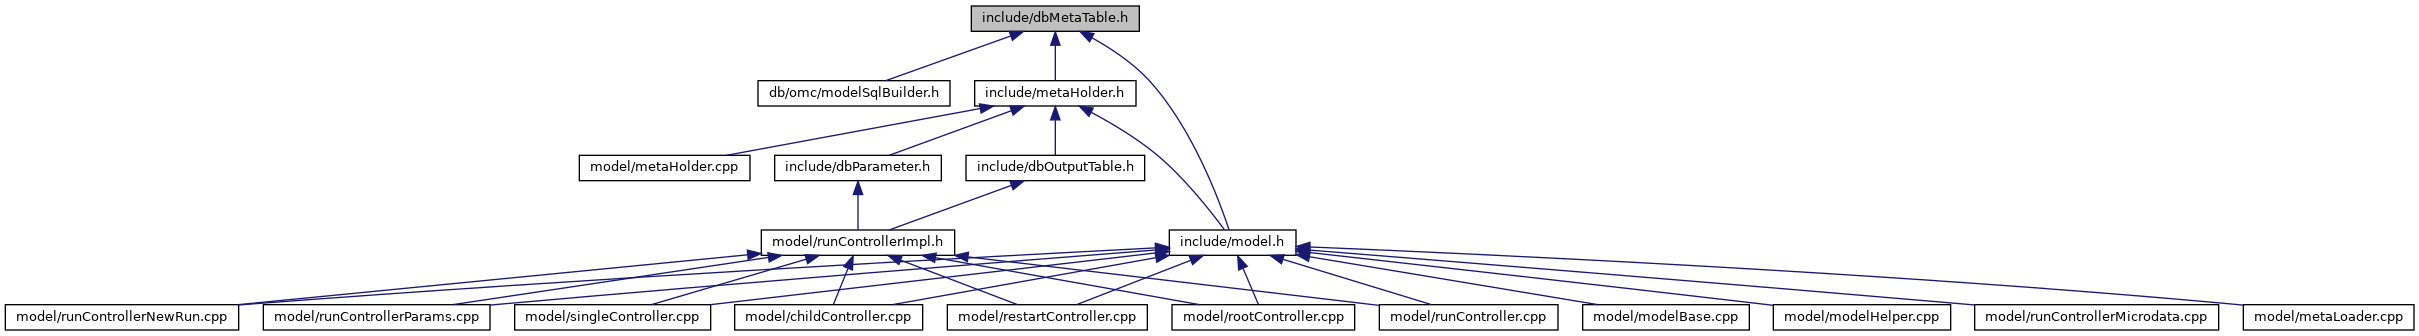 include/dbMetaTable.h
db/omc/modelSqlBuilder.h
include/metaHolder.h
model/metaHolder.cpp
include/dbParameter.h
include/dbOutputTable.h
model/runControllerImpl.h
include/model.h
model/runControllerNewRun.cpp
model/runControllerParams.cpp
model/singleController.cpp
model/childController.cpp
model/restartController.cpp
model/rootController.cpp
model/runController.cpp
model/modelBase.cpp
model/modelHelper.cpp
model/runControllerMicrodata.cpp
model/metaLoader.cpp